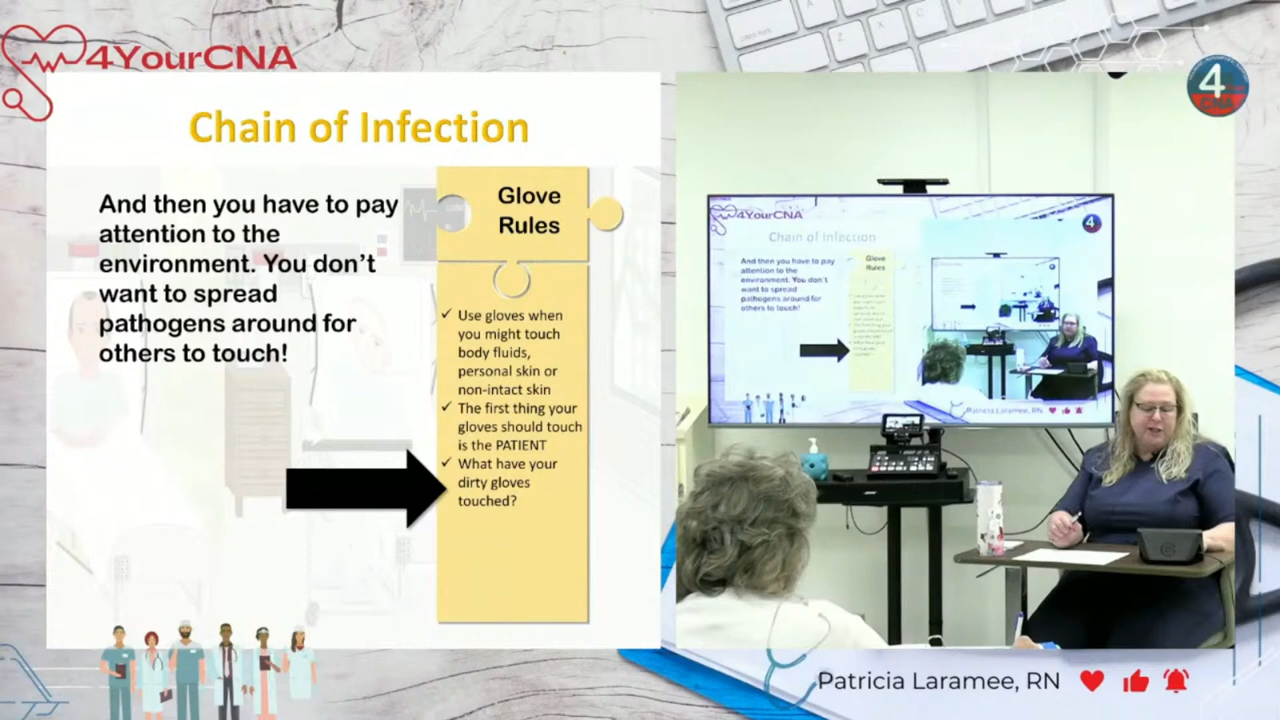 4YourCNA
Chain of Infection
And then you have to pay
attention to the
environment. You don't
want to spread
pathogens around for
others to touch!
Glove
Rules
✓ Use gloves when
you might touch
body fluids,
personal skin or
non-intact skin
✓ The first thing your
gloves should touch
is the PATIENT
✓ What have your
dirty gloves
touched?
4
CNA
4YourCNA
Chain of Infection
And then you have to pay
attention to the
environment. You don't
want to spread
pathogens around for
others to touch!
Glove
Rules
4
Patricia Laramee, RN
Patricia Laramee, RN